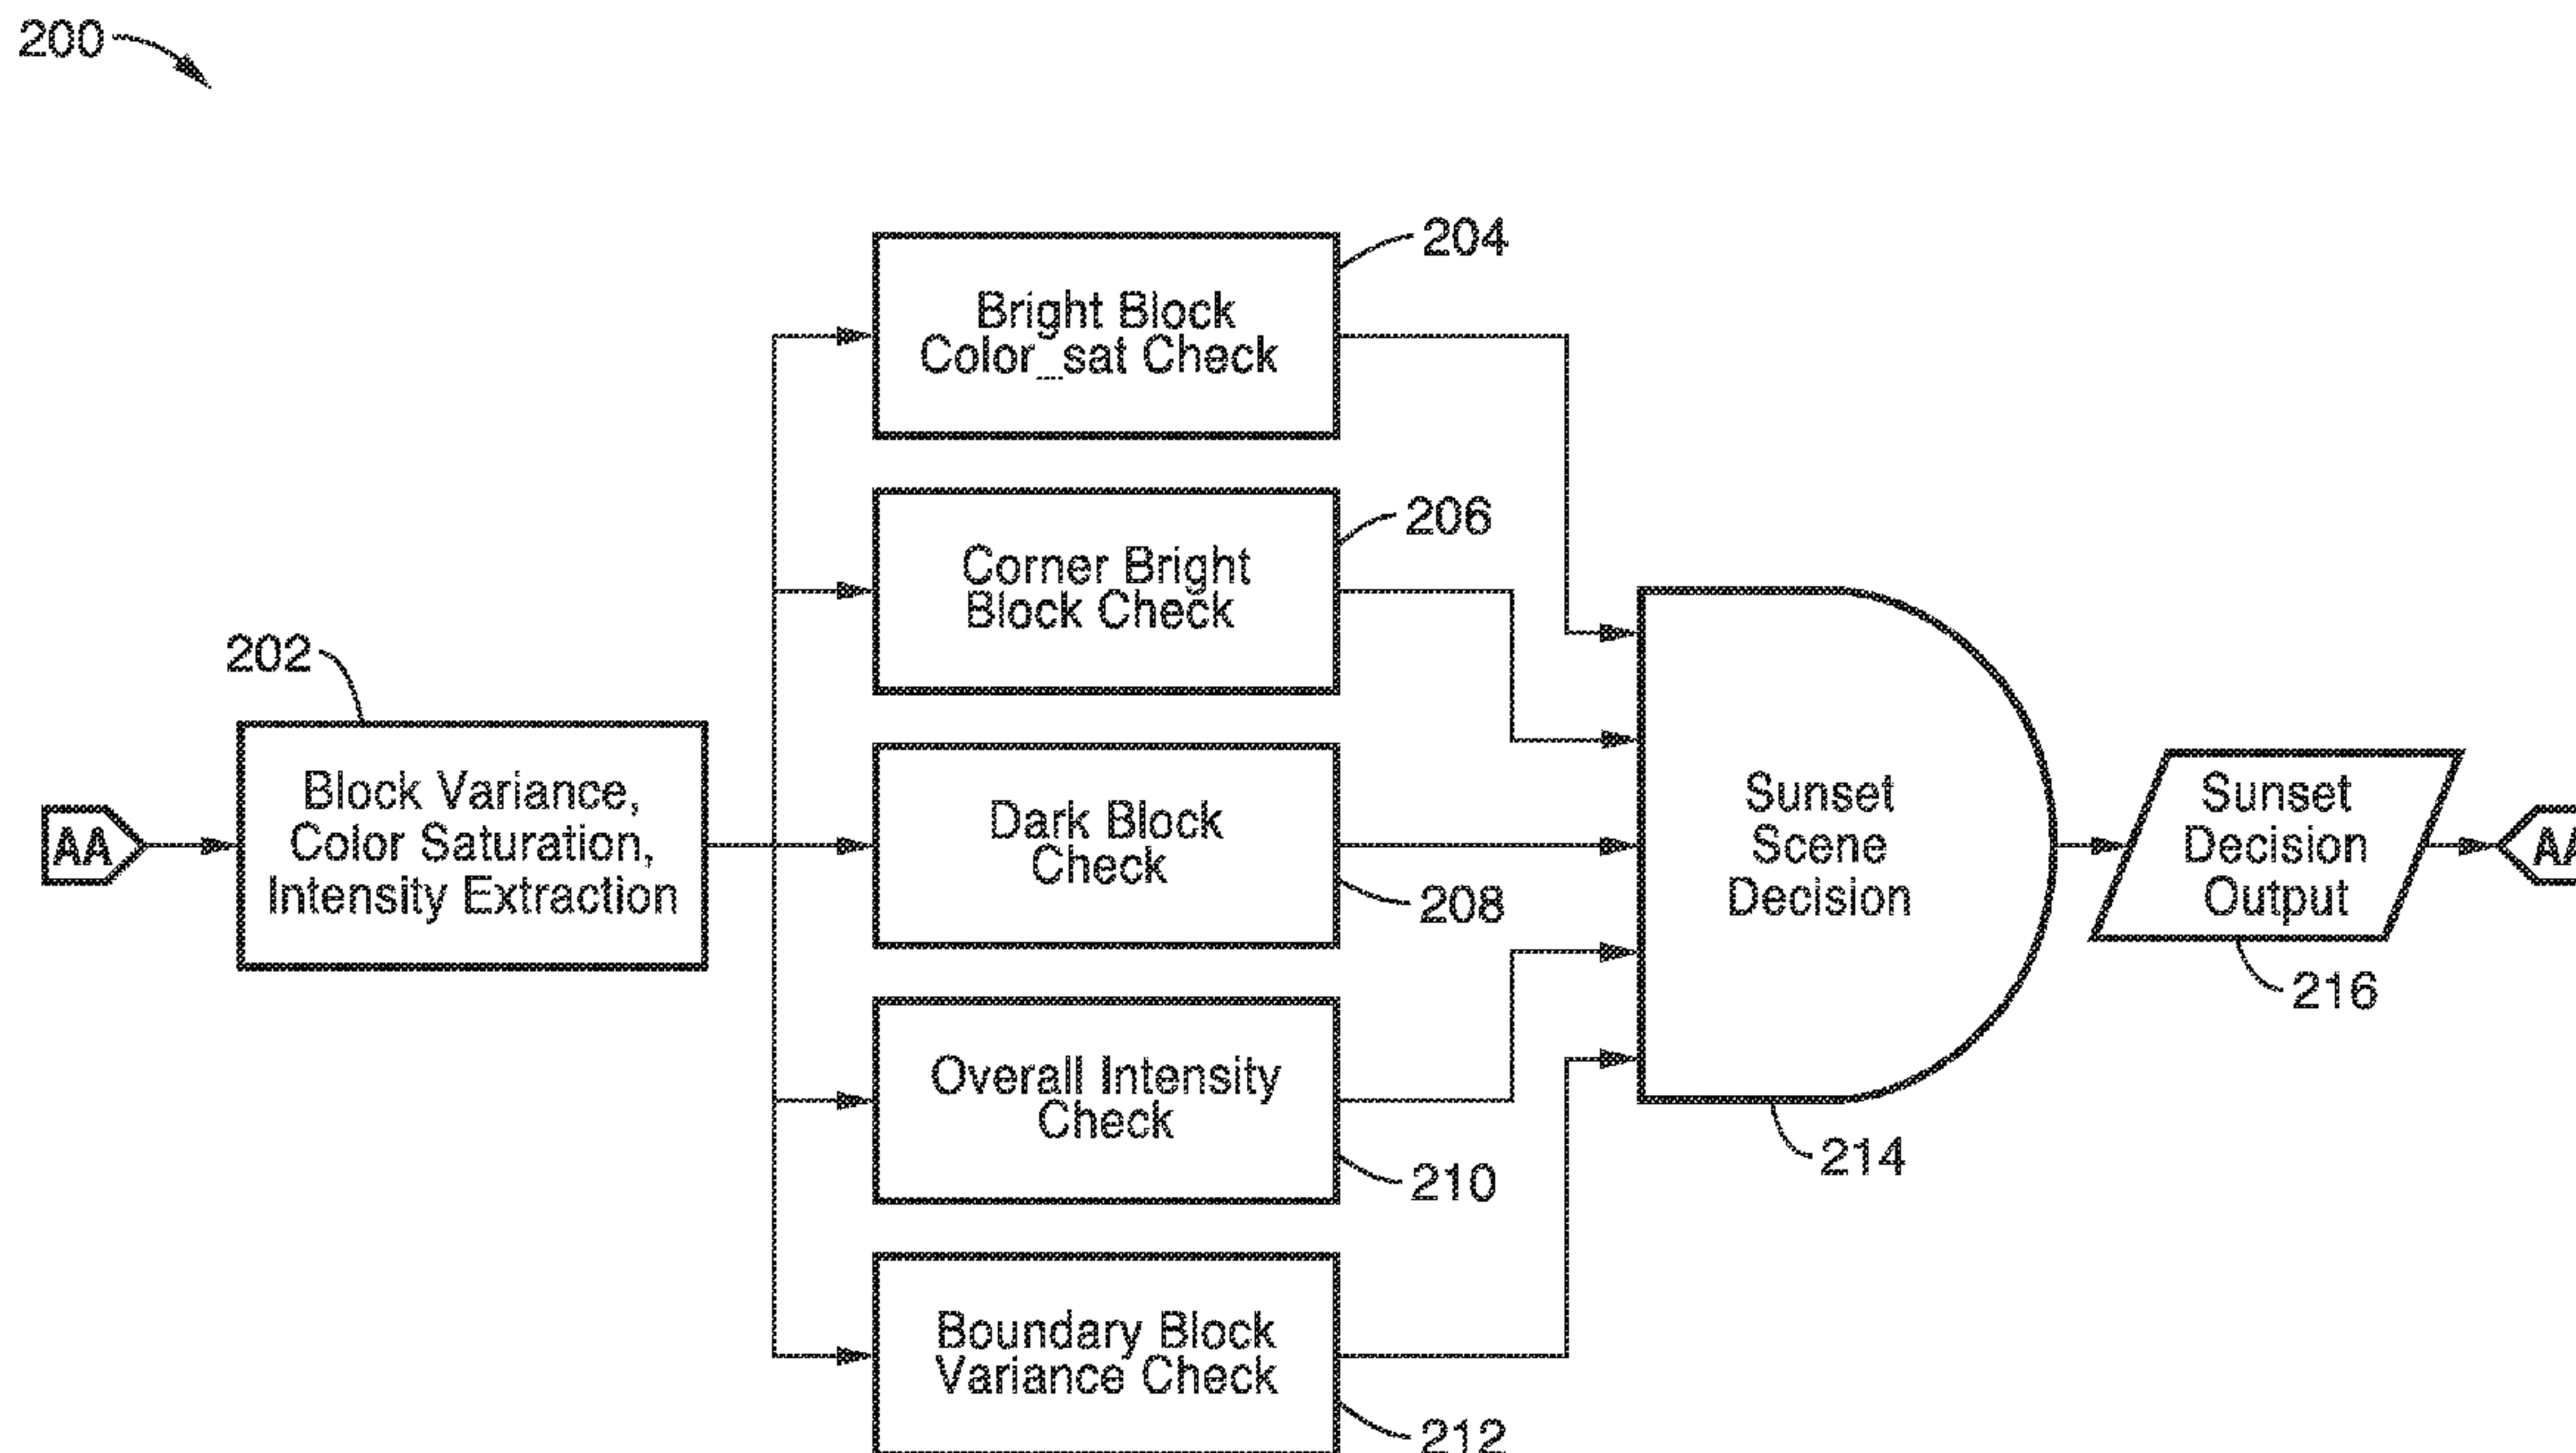 200
204
Bright Block
Color_sat Check
206
Corner Bright
Block Check
202
Block Variance,
Color Saturation,
Intensity Extraction
AA
Dark Block
Check
208
Sunset
Scene
Decision
Sunset
Decision
Output
216
Overall Intensity
Check
210
214
Boundary Block
Variance Check
212